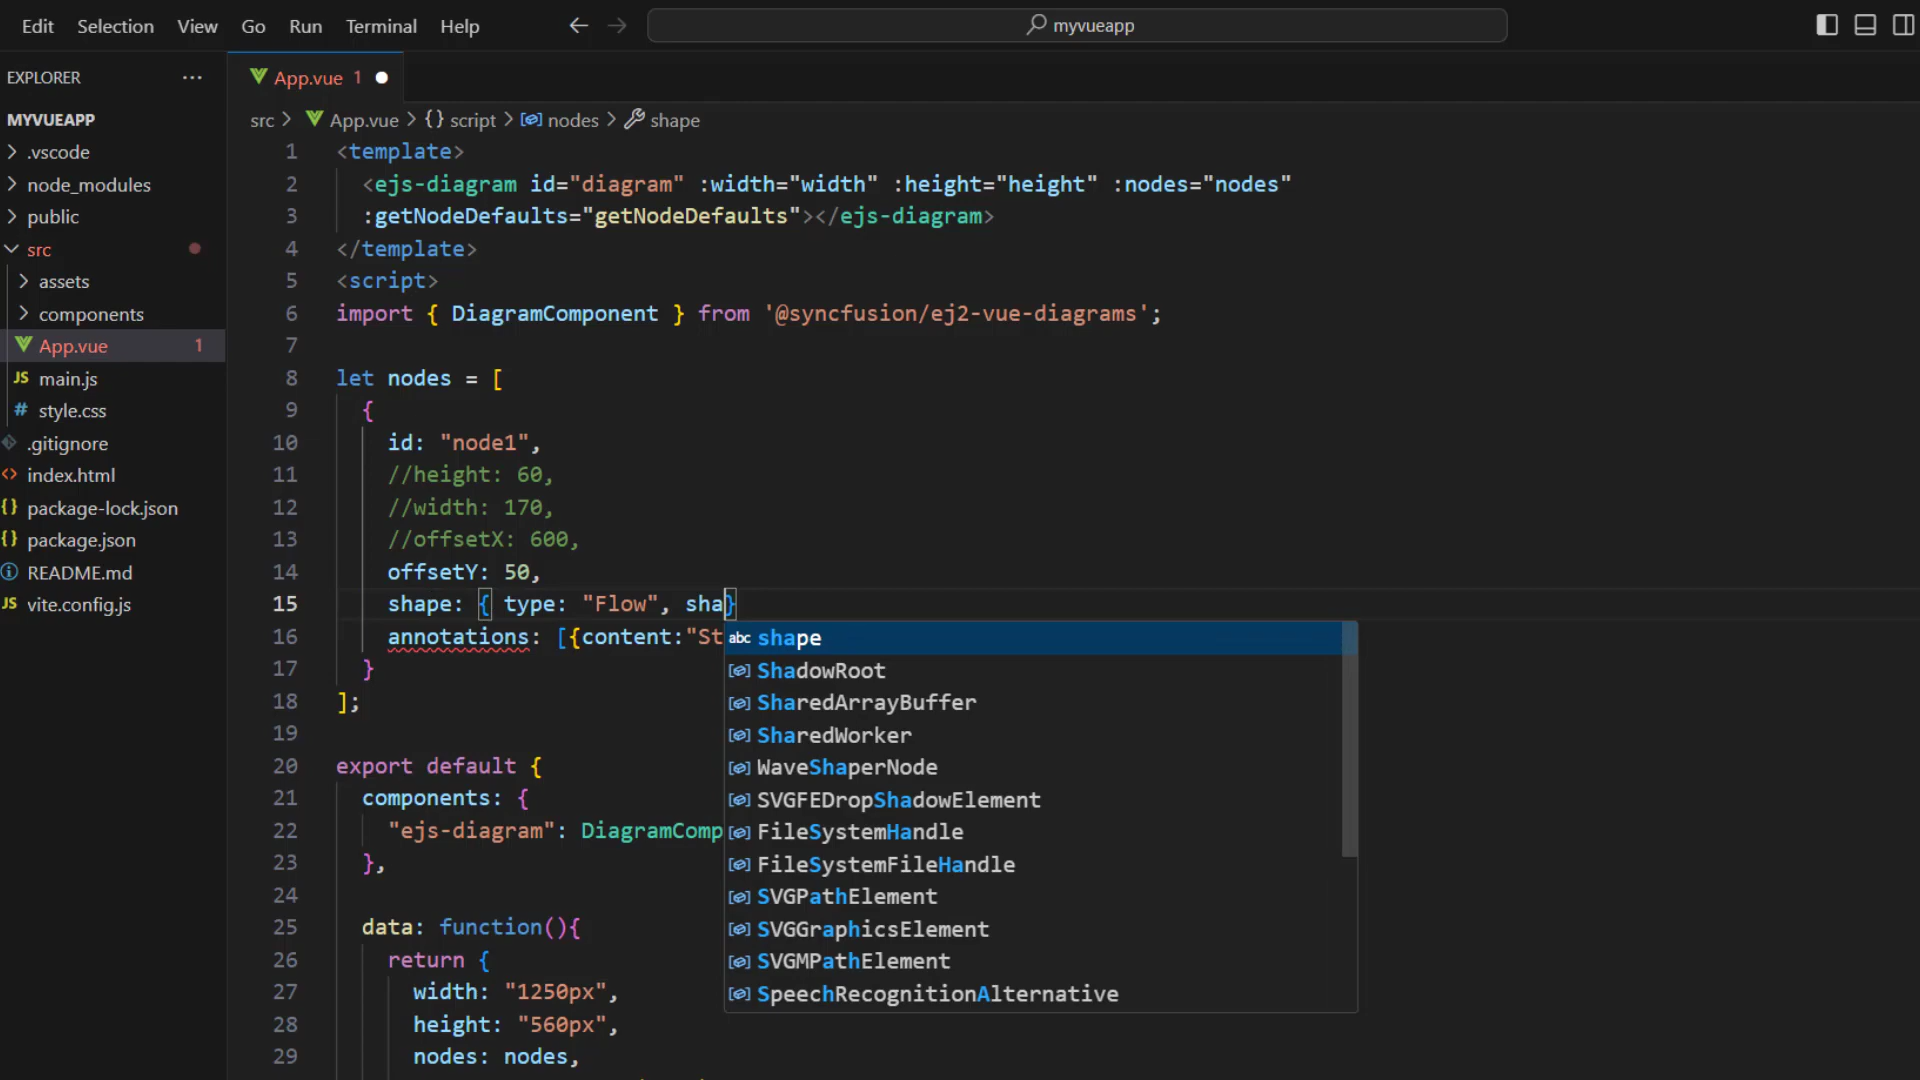 Edit Selection View Go Run Terminal Help myvueapp
EXPLORER ···
App.vue 1
MYVUEAPP
.vscode
node_modules
public
src
assets
components
App.vue 1
JS main.js
# style.css
.gitignore
<> index.html
{} package-lock.json
{} package.json
README.md
JS vite.config.js
src > App.vue > {} script > nodes > shape
1 <template>
2 <ejs-diagram id="diagram" :width="width" :height="height" :nodes="nodes"
3 :getNodeDefaults="getNodeDefaults"></ejs-diagram>
4 </template>
5 <script>
6 import { DiagramComponent } from '@syncfusion/ej2-vue-diagrams';
7
8 let nodes = [
9 {
10 id: "node1",
11 //height: 60,
12 //width: 170,
13 //offsetX: 600,
14 offsetY: 50,
15 shape: { type: "Flow", sha}
16 annotations: [{content:"St
17 }
18 ];
19
20 export default {
21 components: {
22 "ejs-diagram": DiagramComp
23 },
24
25 data: function(){
26 return {
27 width: "1250px",
28 height: "560px",
29 nodes: nodes,
abc shape
ShadowRoot
SharedArrayBuffer
SharedWorker
WaveShaperNode
SVGFEDropShadowElement
FileSystemHandle
FileSystemFileHandle
SVGPathElement
SVGGraphicsElement
SVGMPathElement
SpeechRecognitionAlternative